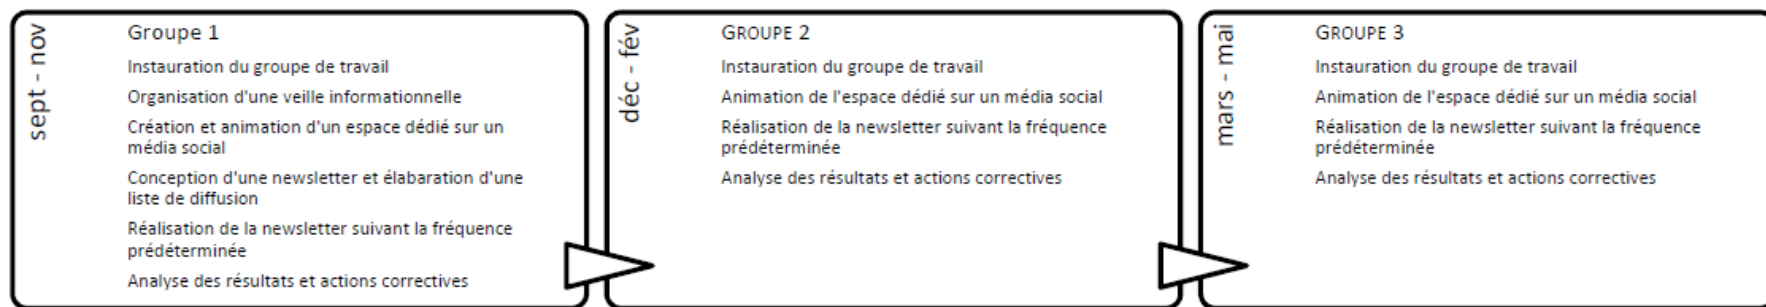 sept - nov
Groupe 1
Instauration du groupe de travail
Organisation d'une veille informationnelle
Création et animation d'un espace dédié sur un
média social
Conception d'une newsletter et élabaration d'une
liste de diffusion
Réalisation de la newsletter suivant la fréquence
prédéterminée
Analyse des résultats et actions correctives
déc - fév
GROUPE 2
Instauration du groupe de travail
Animation de l'espace dédié sur un média social
Réalisation de la newsletter suivant la fréquence
prédéterminée
Analyse des résultats et actions correctives
mars - mai
GROUPE 3
Instauration du groupe de travail
Animation de l'espace dédié sur un média social
Réalisation de la newsletter suivant la fréquence
prédéterminée
Analyse des résultats et actions correctives